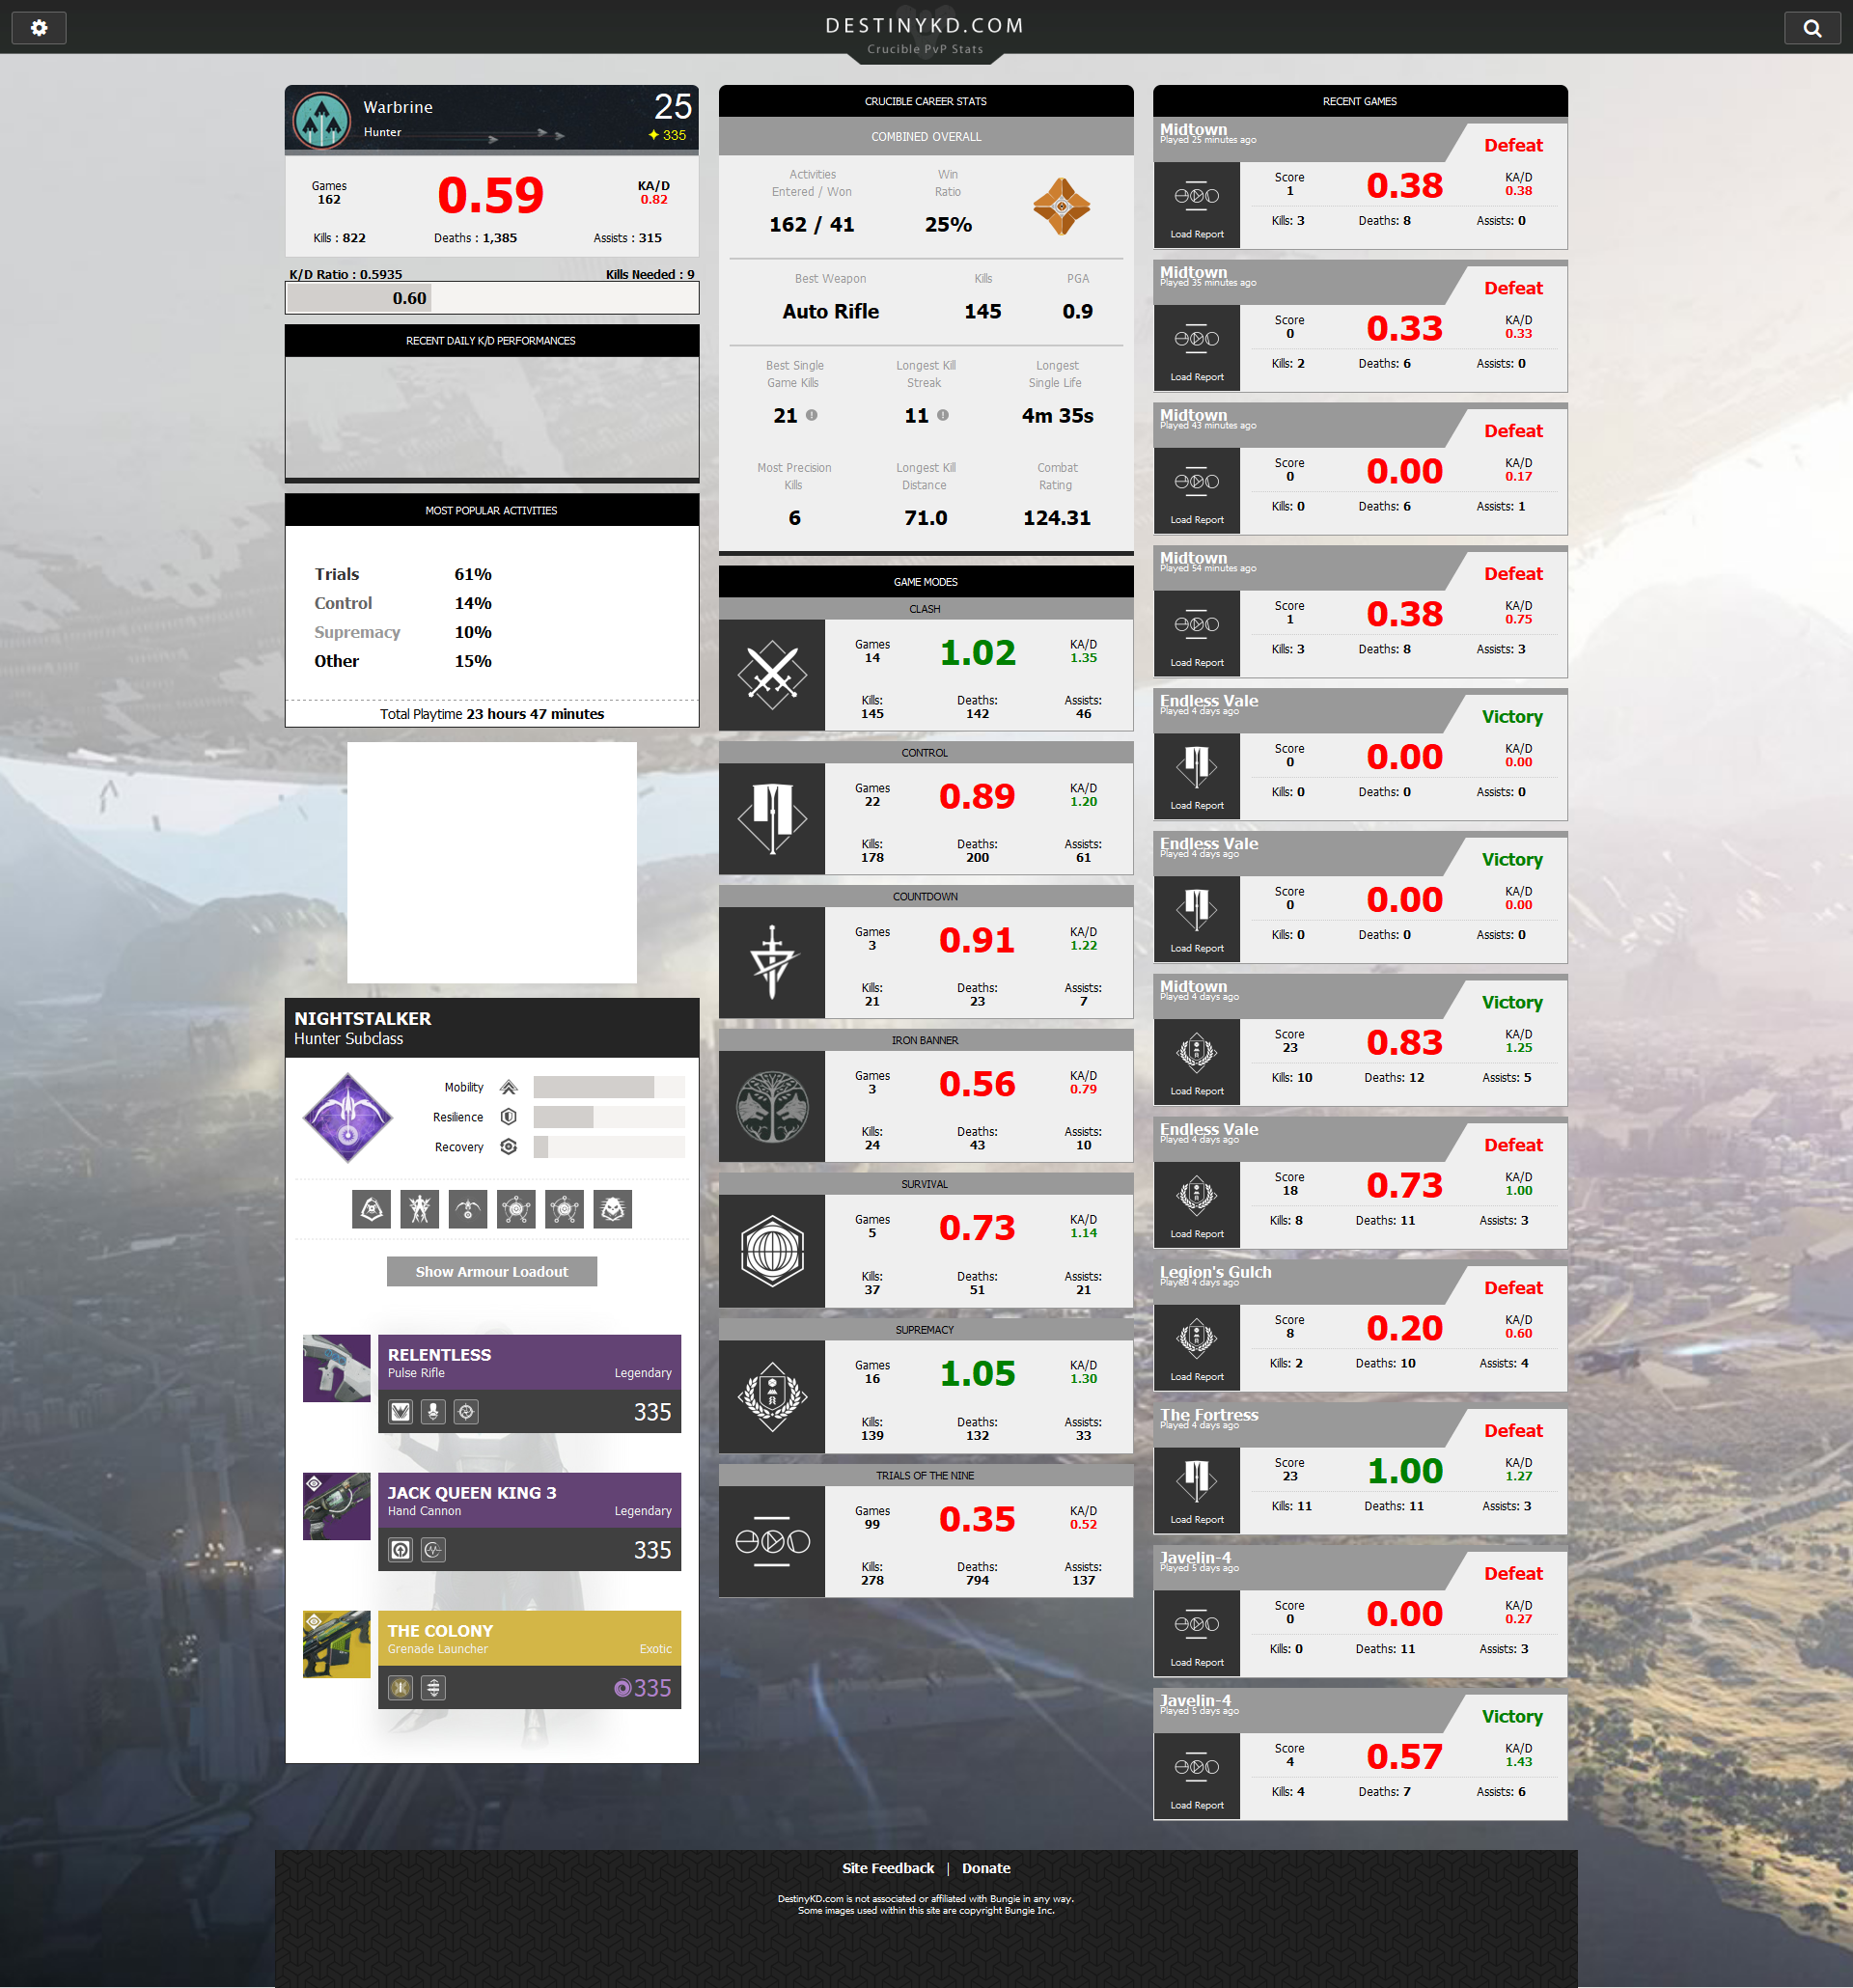 DESTINYKD.COM
Crucible PvP Stats
Warbrine
Hunter
25
335
Games
162
0.59
KA/D
0.82
Kills : 822
Deaths : 1,385
Assists : 315
K/D Ratio : 0.5935
Kills Needed : 9
0.60
RECENT DAILY K/D PERFORMANCES
MOST POPULAR ACTIVITIES
Trials 61%
Control 14%
Supremacy 10%
Other 15%
Total Playtime 23 hours 47 minutes
NIGHTSTALKER
Hunter Subclass
Mobility
Resilience
Recovery
Show Armour Loadout
RELENTLESS
Pulse Rifle Legendary
335
JACK QUEEN KING 3
Hand Cannon Legendary
335
THE COLONY
Grenade Launcher Exotic
335
CRUCIBLE CAREER STATS
COMBINED OVERALL
Activities
Entered / Won
162 / 41
Win
Ratio
25%
Best Weapon Kills PGA
Auto Rifle 145 0.9
Best Single
Game Kills
21
Longest Kill
Streak
11
Longest
Single Life
4m 35s
Most Precision
Kills
6
Longest Kill
Distance
71.0
Combat
Rating
124.31
GAME MODES
CLASH
Games
14
1.02
KA/D
1.35
Kills:
145
Deaths:
142
Assists:
46
CONTROL
Games
22
0.89
KA/D
1.20
Kills:
178
Deaths:
200
Assists:
61
COUNTDOWN
Games
3
0.91
KA/D
1.22
Kills:
21
Deaths:
23
Assists:
7
IRON BANNER
Games
3
0.56
KA/D
0.79
Kills:
24
Deaths:
43
Assists:
10
SURVIVAL
Games
5
0.73
KA/D
1.14
Kills:
37
Deaths:
51
Assists:
21
SUPREMACY
Games
16
1.05
KA/D
1.30
Kills:
139
Deaths:
132
Assists:
33
TRIALS OF THE NINE
Games
99
0.35
KA/D
0.52
Kills:
278
Deaths:
794
Assists:
137
RECENT GAMES
Midtown
Played 25 minutes ago
Defeat
Score
1
0.38
KA/D
0.38
Kills: 3 Deaths: 8 Assists: 0
Load Report
Midtown
Played 35 minutes ago
Defeat
Score
0
0.33
KA/D
0.33
Kills: 2 Deaths: 6 Assists: 0
Load Report
Midtown
Played 43 minutes ago
Defeat
Score
0
0.00
KA/D
0.17
Kills: 0 Deaths: 6 Assists: 1
Load Report
Midtown
Played 54 minutes ago
Defeat
Score
1
0.38
KA/D
0.75
Kills: 3 Deaths: 8 Assists: 3
Load Report
Endless Vale
Played 4 days ago
Victory
Score
0
0.00
KA/D
0.00
Kills: 0 Deaths: 0 Assists: 0
Load Report
Endless Vale
Played 4 days ago
Victory
Score
0
0.00
KA/D
0.00
Kills: 0 Deaths: 0 Assists: 0
Load Report
Midtown
Played 4 days ago
Victory
Score
23
0.83
KA/D
1.25
Kills: 10 Deaths: 12 Assists: 5
Load Report
Endless Vale
Played 4 days ago
Defeat
Score
18
0.73
KA/D
1.00
Kills: 8 Deaths: 11 Assists: 3
Load Report
Legion's Gulch
Played 4 days ago
Defeat
Score
8
0.20
KA/D
0.60
Kills: 2 Deaths: 10 Assists: 4
Load Report
The Fortress
Played 4 days ago
Defeat
Score
23
1.00
KA/D
1.27
Kills: 11 Deaths: 11 Assists: 3
Load Report
Javelin-4
Played 5 days ago
Defeat
Score
0
0.00
KA/D
0.27
Kills: 0 Deaths: 11 Assists: 3
Load Report
Javelin-4
Played 5 days ago
Victory
Score
4
0.57
KA/D
1.43
Kills: 4 Deaths: 7 Assists: 6
Load Report
Site Feedback | Donate
DestinyKD.com is not associated or affiliated with Bungie in any way.
Some images used within this site are copyright Bungie Inc.